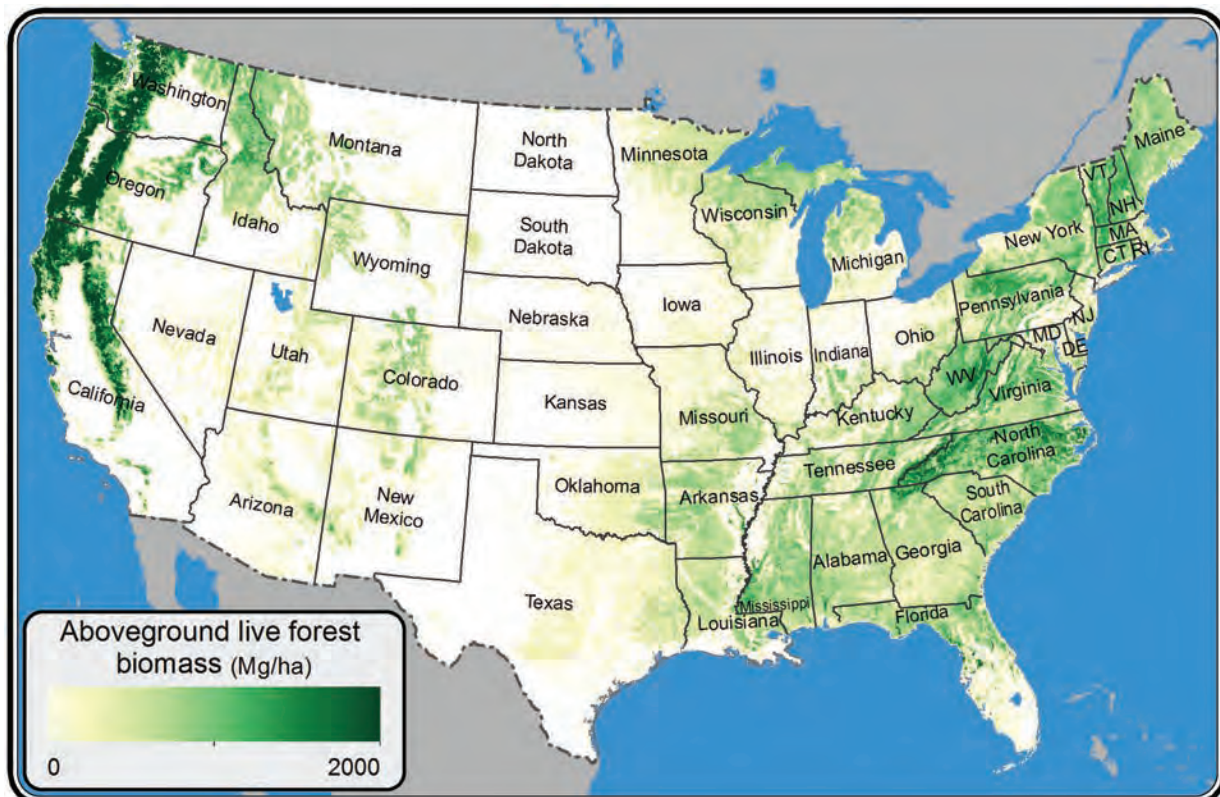 Washington
Montana
North
Dakota
Minnesota
Maine
VT
Oregon
Idaho
South
Dakota
Wisconsin
NH
New York
MA
Wyoming
Michigan
CT
RI
Iowa
Pennsylvania
Nebraska
NJ
Nevada
Utah
Illinois
Indiana
Ohio
MD
DE
Colorado
WV
California
Kansas
Missouri
Kentucky
Virginia
North
Carolina
Tennessee
Oklahoma
Arkansas
Arizona
New
Mexico
South
Carolina
Alabama
Georgia
Texas
Mississippi
Louisiana
Florida
Aboveground live forest
biomass (Mg/ha)
0
2000